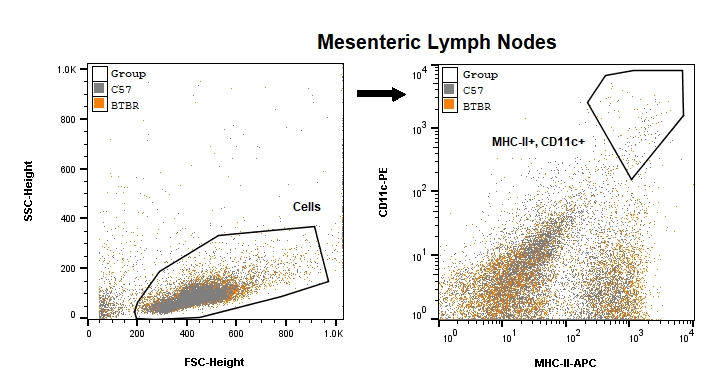 Mesenteric Lymph Nodes
Group
C57
BTBR
Cells
SSC-Height
1.0K
800
600
400
200
0
0
200
400
600
800
1.0K
FSC-Height
Group
C57
BTBR
MHC-II+, CD11c+
CD11c-PE
10^4
10^3
10^2
10^1
10^0
10^0
10^1
10^2
10^3
10^4
MHC-II-APC